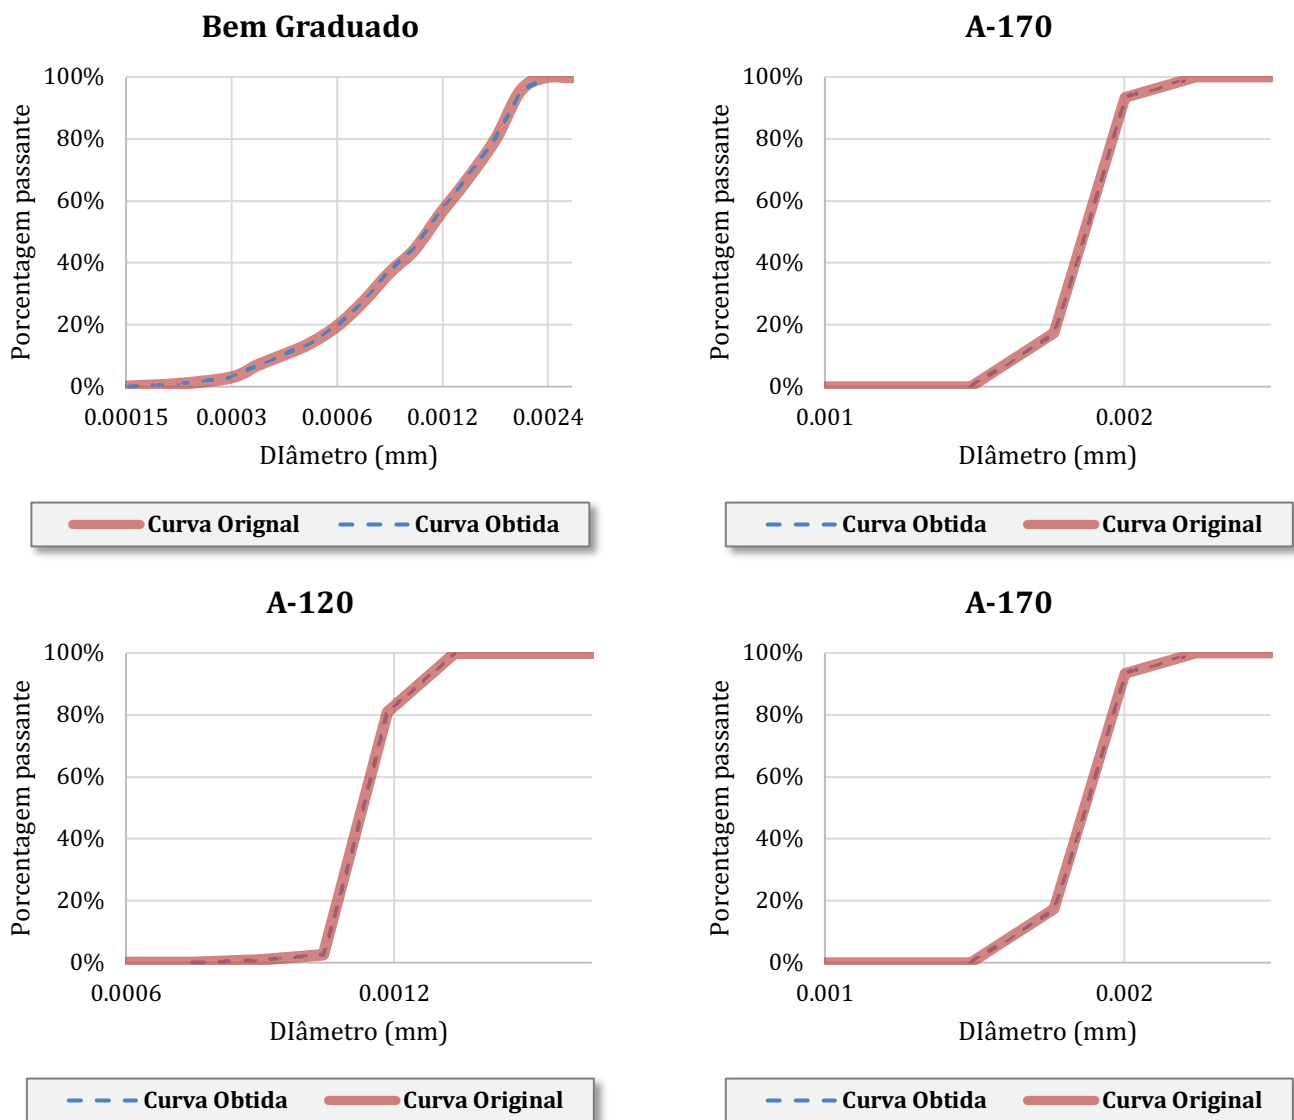 Bem Graduado
100%
80%
60%
40%
20%
0%
Porcentagem passante
0.00015 0.0003 0.0006 0.0012 0.0024
DIâmetro (mm)
Curva Orignal Curva Obtida
A-170
100%
80%
60%
40%
20%
0%
Porcentagem passante
0.001 0.002
DIâmetro (mm)
Curva Obtida Curva Original
A-120
100%
80%
60%
40%
20%
0%
Porcentagem passante
0.0006 0.0012
DIâmetro (mm)
Curva Obtida Curva Original
A-170
100%
80%
60%
40%
20%
0%
Porcentagem passante
0.001 0.002
DIâmetro (mm)
Curva Obtida Curva Original